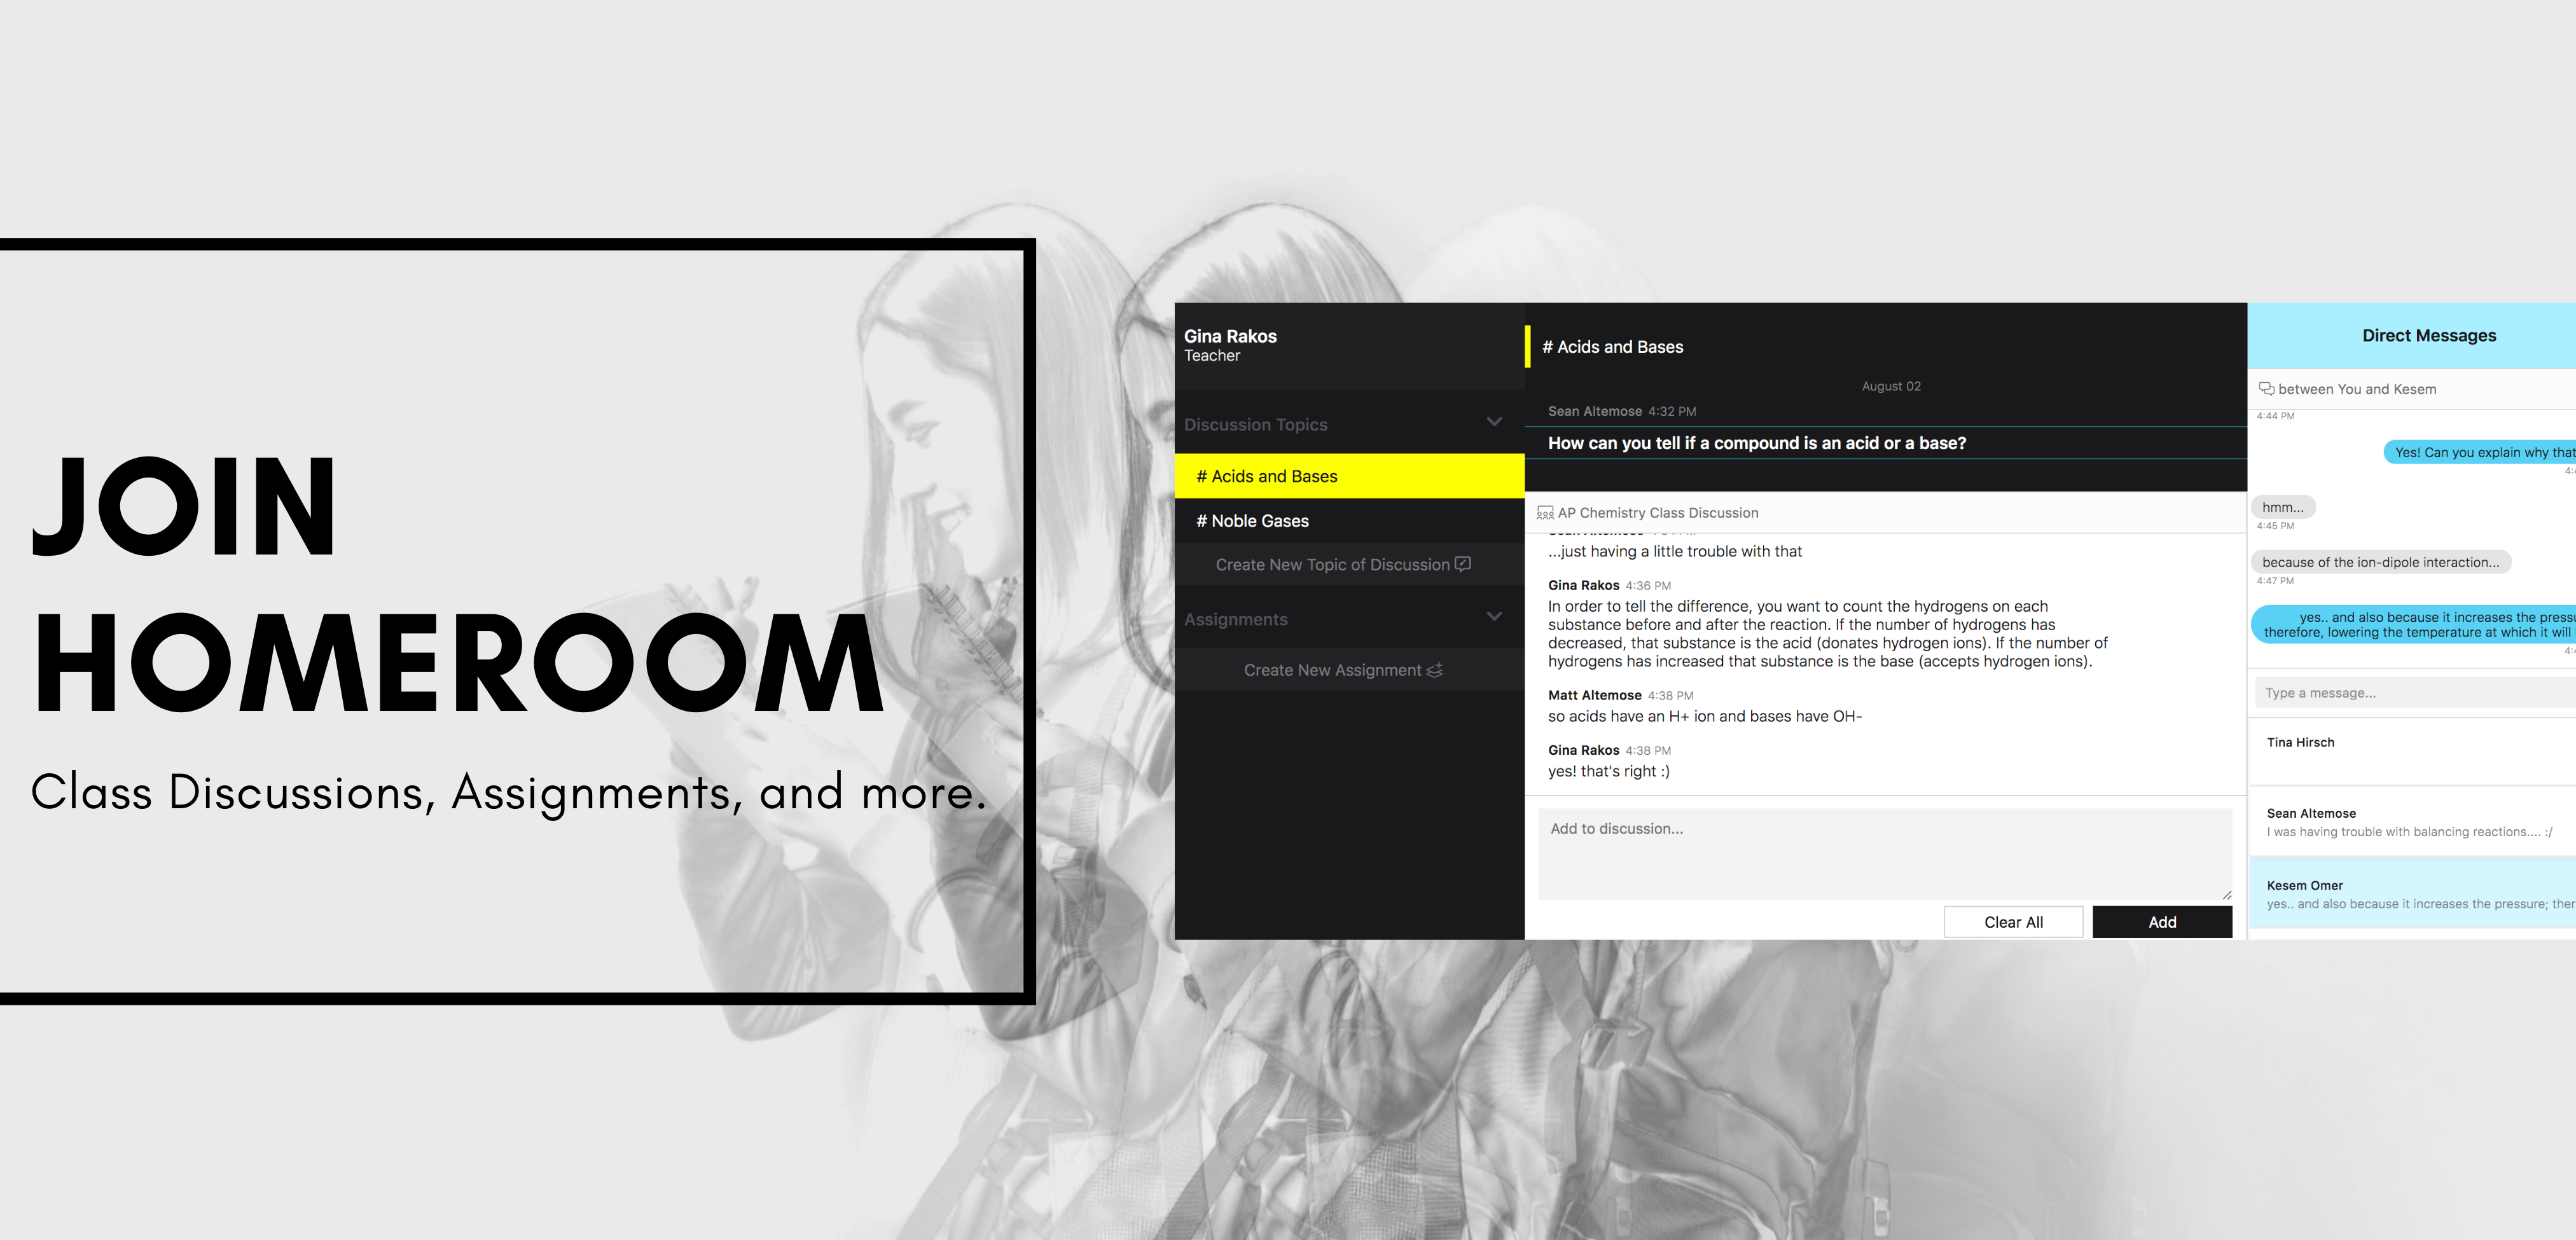 JOIN
HOMEROOM
Class Discussions, Assignments, and more.
Gina Rakos
Teacher
Discussion Topics
# Acids and Bases
# Noble Gases
Create New Topic of Discussion
Assignments
Create New Assignment
# Acids and Bases
August 02
Sean Altemose 4:32 PM
How can you tell if a compound is an acid or a base?
AP Chemistry Class Discussion
...just having a little trouble with that
Gina Rakos 4:36 PM
In order to tell the difference, you want to count the hydrogens on each
substance before and after the reaction. If the number of hydrogens has
decreased, that substance is the acid (donates hydrogen ions). If the number of
hydrogens has increased that substance is the base (accepts hydrogen ions).
Matt Altemose 4:38 PM
so acids have an H+ ion and bases have OH-
Gina Rakos 4:38 PM
yes! that's right :)
Add to discussion...
Clear All
Add
Direct Messages
between You and Kesem
4:44 PM
Yes! Can you explain why that
hmm...
4:45 PM
because of the ion-dipole interaction...
4:47 PM
yes.. and also because it increases the
therefore, lowering the temperature at which it will
Type a message...
Tina Hirsch
Sean Altemose
I was having trouble with balancing reactions.... :/
Kesem Omer
yes.. and also because it increases the pressure;